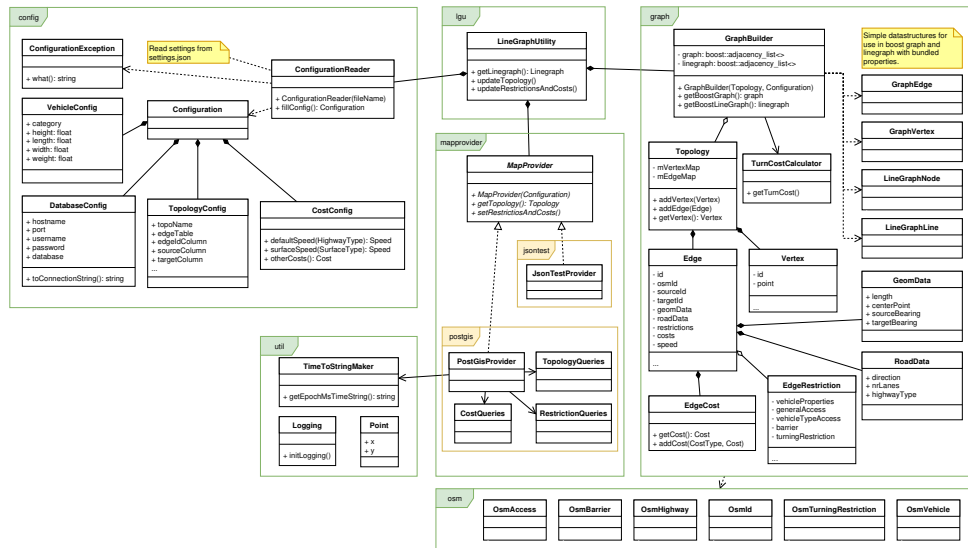 config
ConfigurationException
+ what(): string
Read settings from
settings.json
ConfigurationReader
+ ConfigurationReader(fileName)
+ fillConfig(): Configuration
VehicleConfig
+ category
+ height: float
+ length: float
+ width: float
+ weight: float
Configuration
DatabaseConfig
+ hostname
+ port
+ username
+ password
+ database
+ toConnectionString(): string
TopologyConfig
+ topoName
+ edgeTable
+ edgeIdColumn
+ sourceColumn
+ targetColumn
...
CostConfig
+ defaultSpeed(HighwayType): Speed
+ surfaceSpeed(SurfaceType): Speed
+ otherCosts(): Cost
lgu
LineGraphUtility
+ getLinegraph(): Linegraph
+ updateTopology()
+ updateRestrictionsAndCosts()
mapprovider
MapProvider
+ MapProvider(Configuration)
+ getTopology(): Topology
+ setRestrictiosAndCosts()
jsontest
JsonTestProvider
postgis
PostGisProvider
TopologyQueries
CostQueries
RestrictionQueries
util
TimeToStringMaker
+ getEpochMsTimeString(): string
Logging
+ initLogging()
Point
+ x
+ y
graph
GraphBuilder
- graph: boost::adjacency_list<>
- linegraph: boost::adjacency_list<>
+ GraphBuilder(Topology, Configuration)
+ getBoostGraph(): graph
+ getBoostLineGraph(): linegraph
Simple datastructures for
use in boost graph and
linegraph with bundled
properties.
GraphEdge
GraphVertex
LineGraphNode
LineGraphLine
Topology
- mVertexMap
- mEdgeMap
+ addVertex(Vertex)
+ addEdge(Edge)
+ getVertex(): Vertex
TurnCostCalculator
+ getTurnCost()
Edge
- id
- osmId
- sourceId
- targetId
- geomData
- roadData
- restrictions
- costs
- speed
...
Vertex
- id
- point
...
GeomData
+ length
+ centerPoint
+ sourceBearing
+ targetBearing
RoadData
+ direction
+ nrLanes
+ highwayType
EdgeCost
+ getCost(): Cost
+ addCost(CostType, Cost)
EdgeRestriction
- vehicleProperties
- generalAccess
- vehicleTypeAccess
- barrier
- turningRestriction
...
osm
OsmAccess
OsmBarrier
OsmHighway
OsmId
OsmTurningRestriction
OsmVehicle